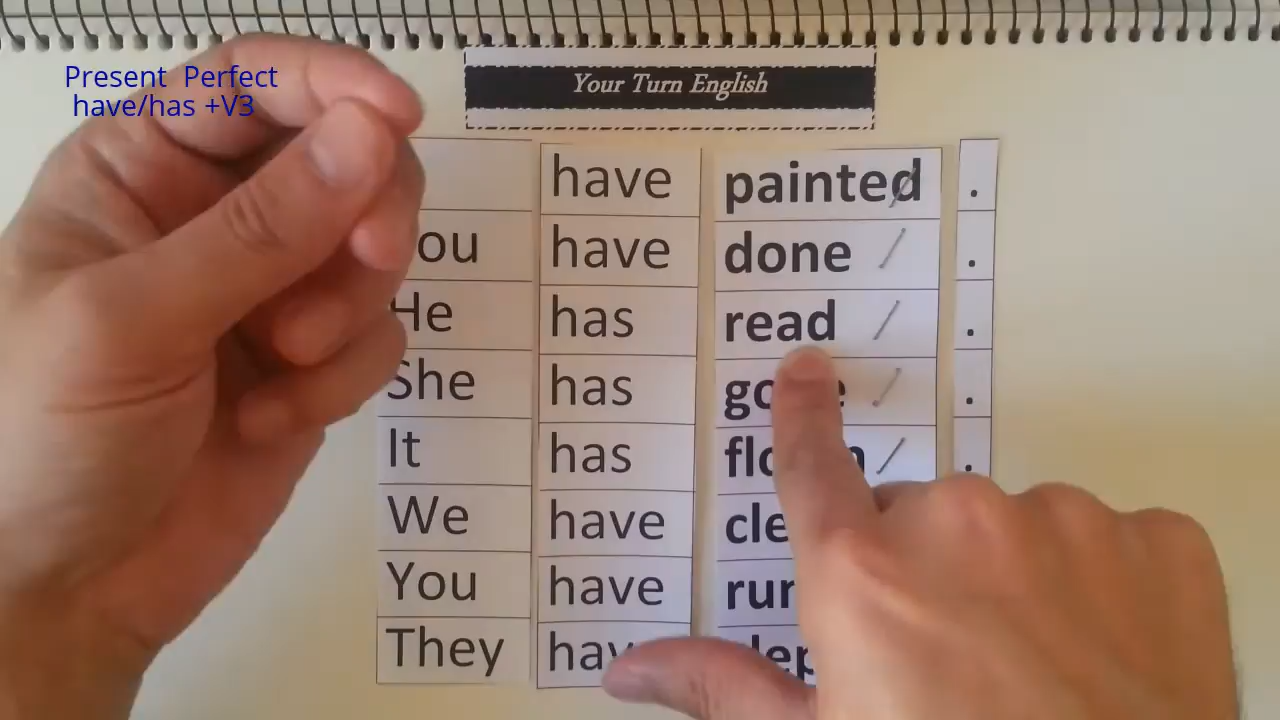 Present Perfect
have/has +V3
Your Turn English
have painted .
have done / .
He has read / .
She has /.
It has / .
We have
You have run
They